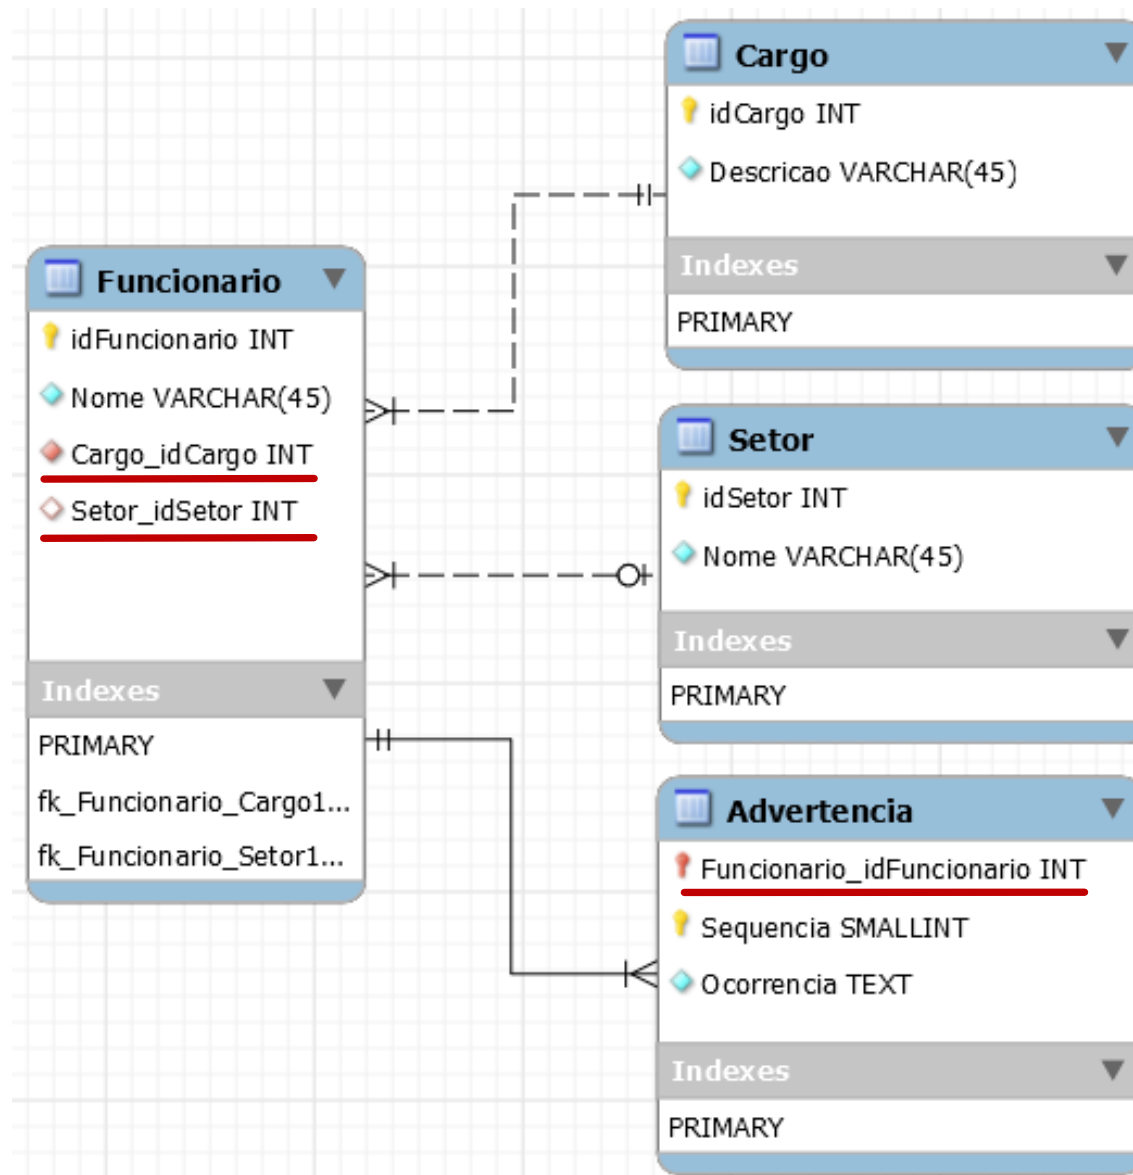 Cargo
idCargo INT
Descricao VARCHAR(45)
Indexes
PRIMARY
Funcionario
idFuncionario INT
Nome VARCHAR(45)
Cargo_idCargo INT
Setor_idSetor INT
Indexes
PRIMARY
fk_Funcionario_Cargo1...
fk_Funcionario_Setor1...
Setor
idSetor INT
Nome VARCHAR(45)
Indexes
PRIMARY
Advertencia
Funcionario_idFuncionario INT
Sequencia SMALLINT
Ocorrencia TEXT
Indexes
PRIMARY